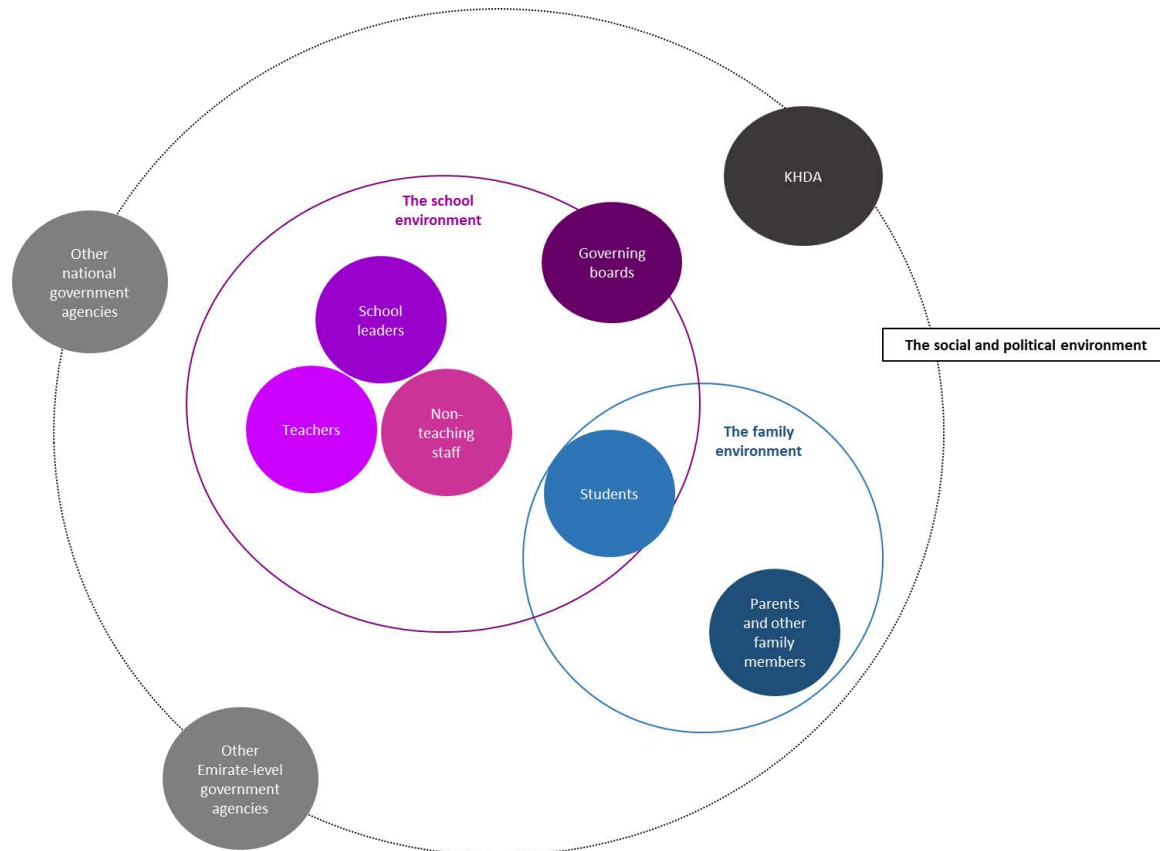 KHDA
The school
environment
Other
national
government
agencies
Governing
boards
School
leaders
The social and political environment
Teachers
Non-
teaching
staff
The family
environment
Students
Parents
and other
family
members
Other
Emirate-level
government
agencies